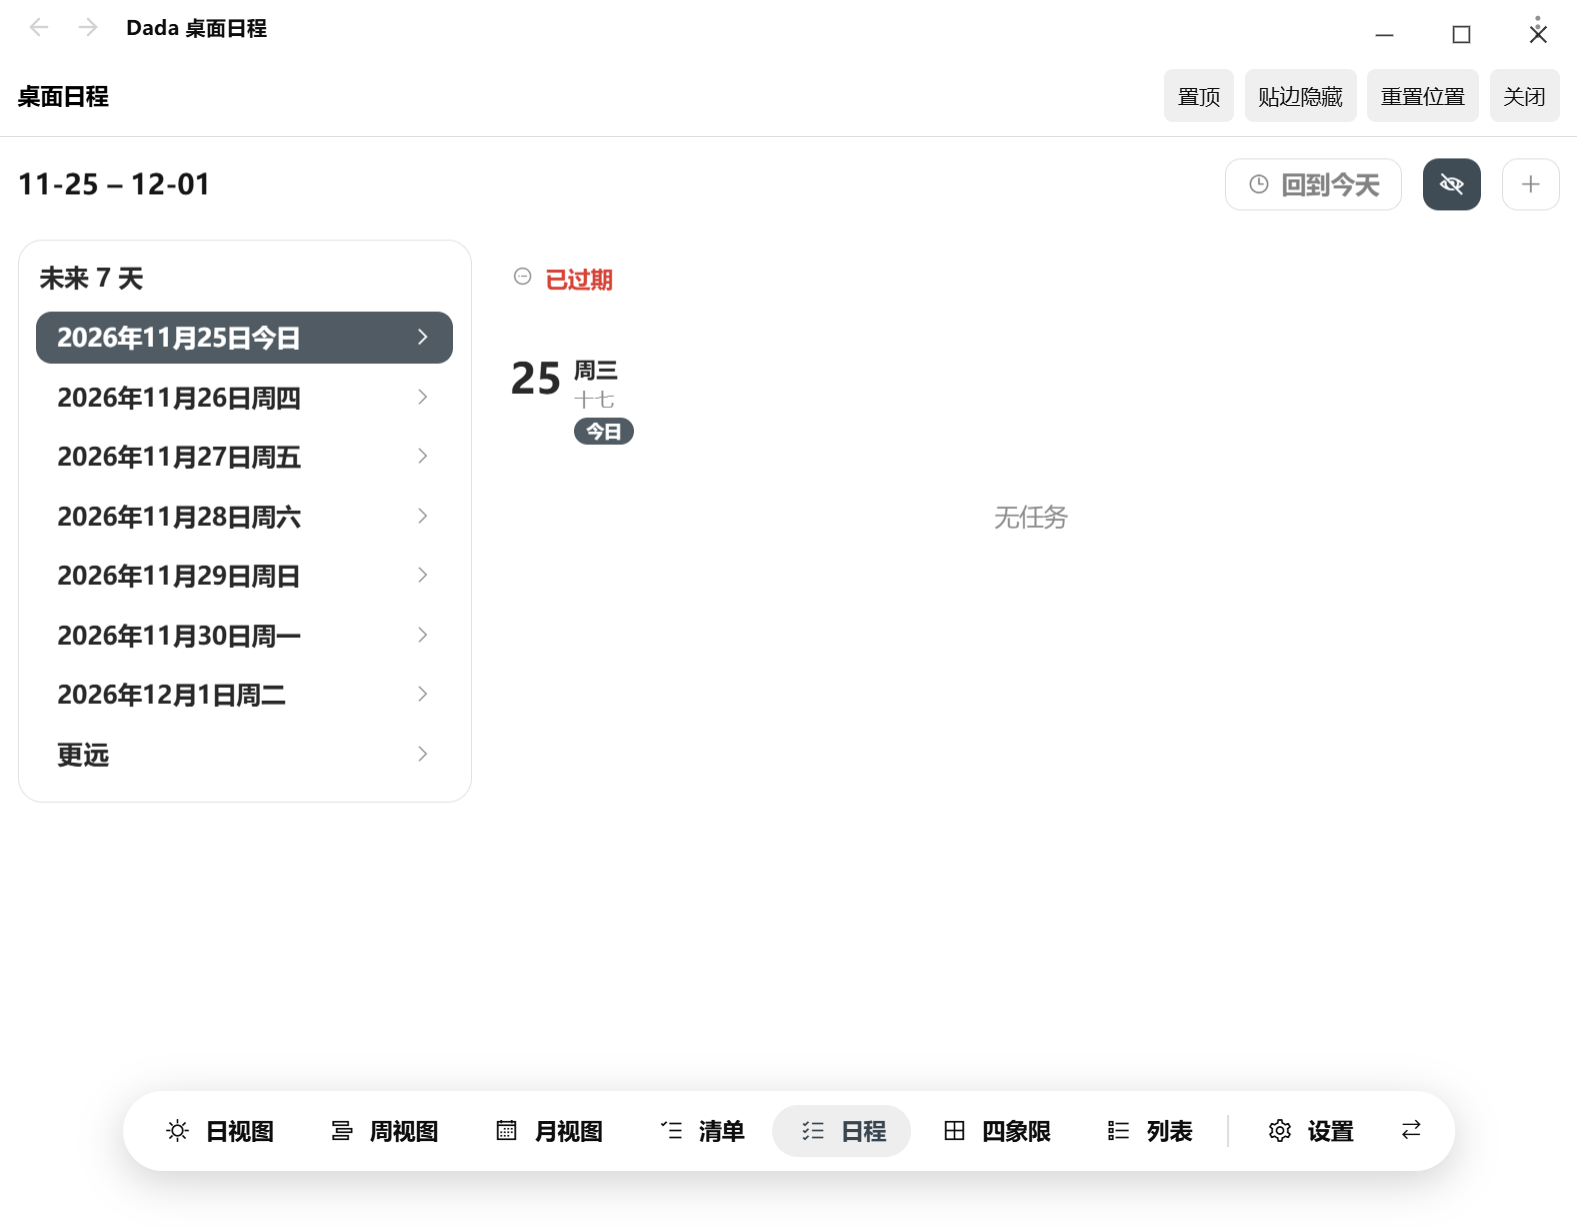 Dada 桌面日程
桌面日程
置顶
贴边隐藏
重置位置
关闭
11-25 – 12-01
回到今天
未来 7 天
2026年11月25日今日
2026年11月26日周四
2026年11月27日周五
2026年11月28日周六
2026年11月29日周日
2026年11月30日周一
2026年12月1日周二
更远
已过期
25 周三
十七
今日
无任务
日视图
周视图
月视图
清单
日程
四象限
列表
设置